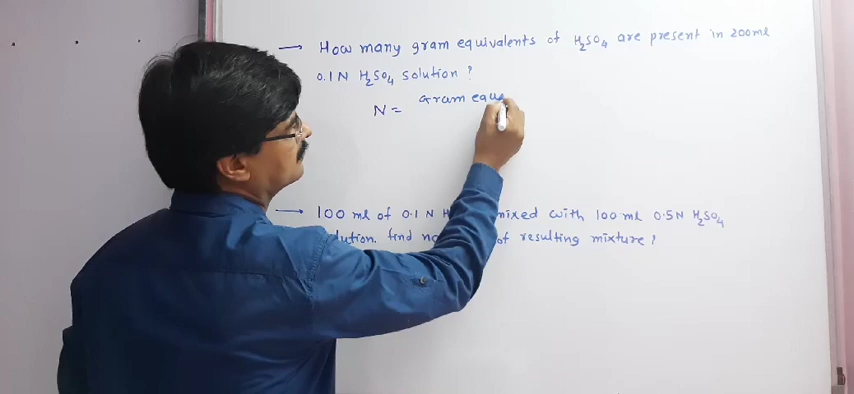 → How many gram equivalents of H₂SO₄ are present in 200ml
0.1N H₂SO₄ solution ?
N = Gram equ
→ 100 ml of 0.1 N H mixed with 100 ml 0.5N H₂SO₄
find of resulting mixture ?